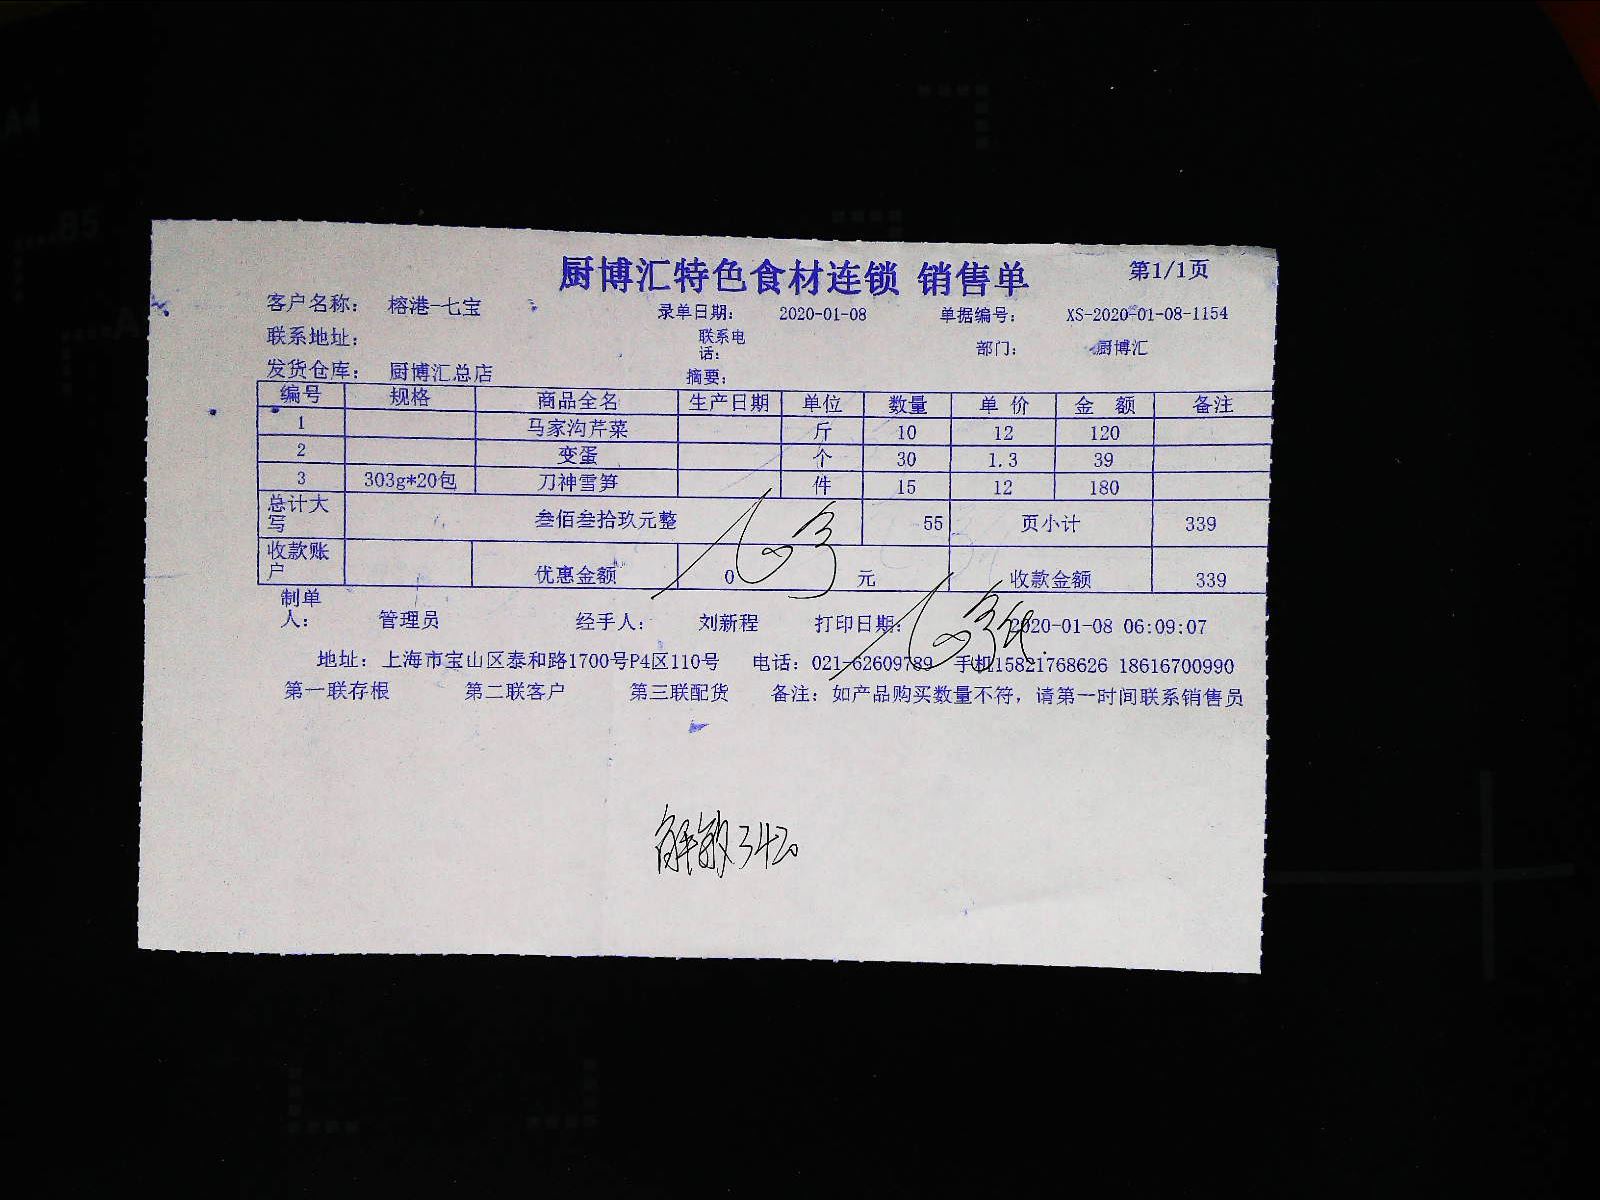 厨博汇特色食材连锁 销售单 第1/1页
客户名称： 榕港-七宝 录单日期： 2020-01-08 单据编号： XS-2020-01-08-1154
联系地址： 联系电话： 部门： 厨博汇
发货仓库： 厨博汇总店 摘要：
编号 规格 商品全名 生产日期 单位 数量 单价 金额 备注
1 马家沟芹菜 斤 10 12 120
2 变蛋 个 30 1.3 39
3 303g*20包 刀神雪笋 件 15 12 180
总计大写 叁佰叁拾玖元整 55 页小计 339
收款账户 优惠金额 0 元 收款金额 339
制单人： 管理员 经手人： 刘新程 打印日期： 2020-01-08 06:09:07
地址：上海市宝山区泰和路1700号P4区110号 电话：021-62609789 手机15821768626 18616700990
第一联存根 第二联客户 第三联配货 备注：如产品购买数量不符，请第一时间联系销售员